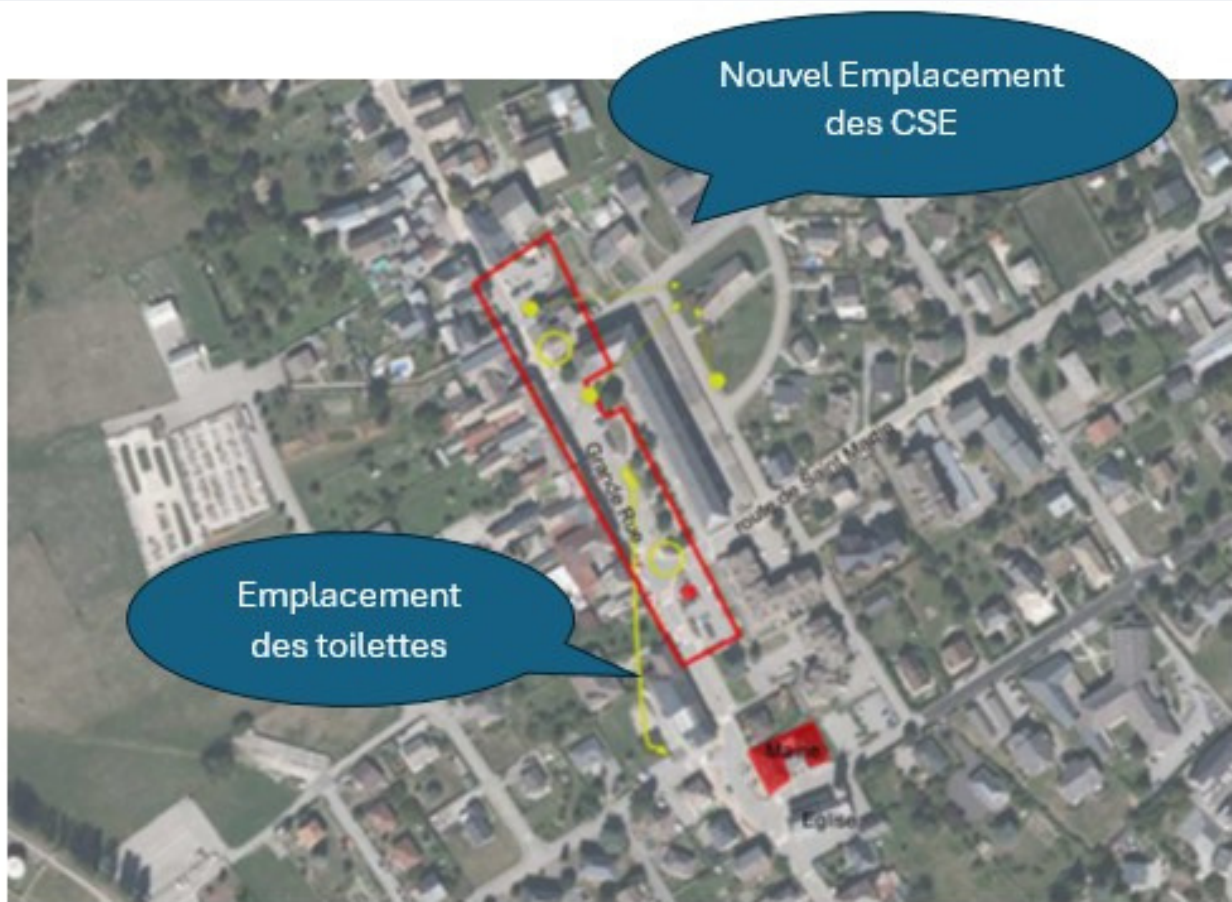 Nouvel Emplacement
des CSE
Grande Rue
route de Saint Martin
Emplacement
des toilettes
Mairie
Eglise